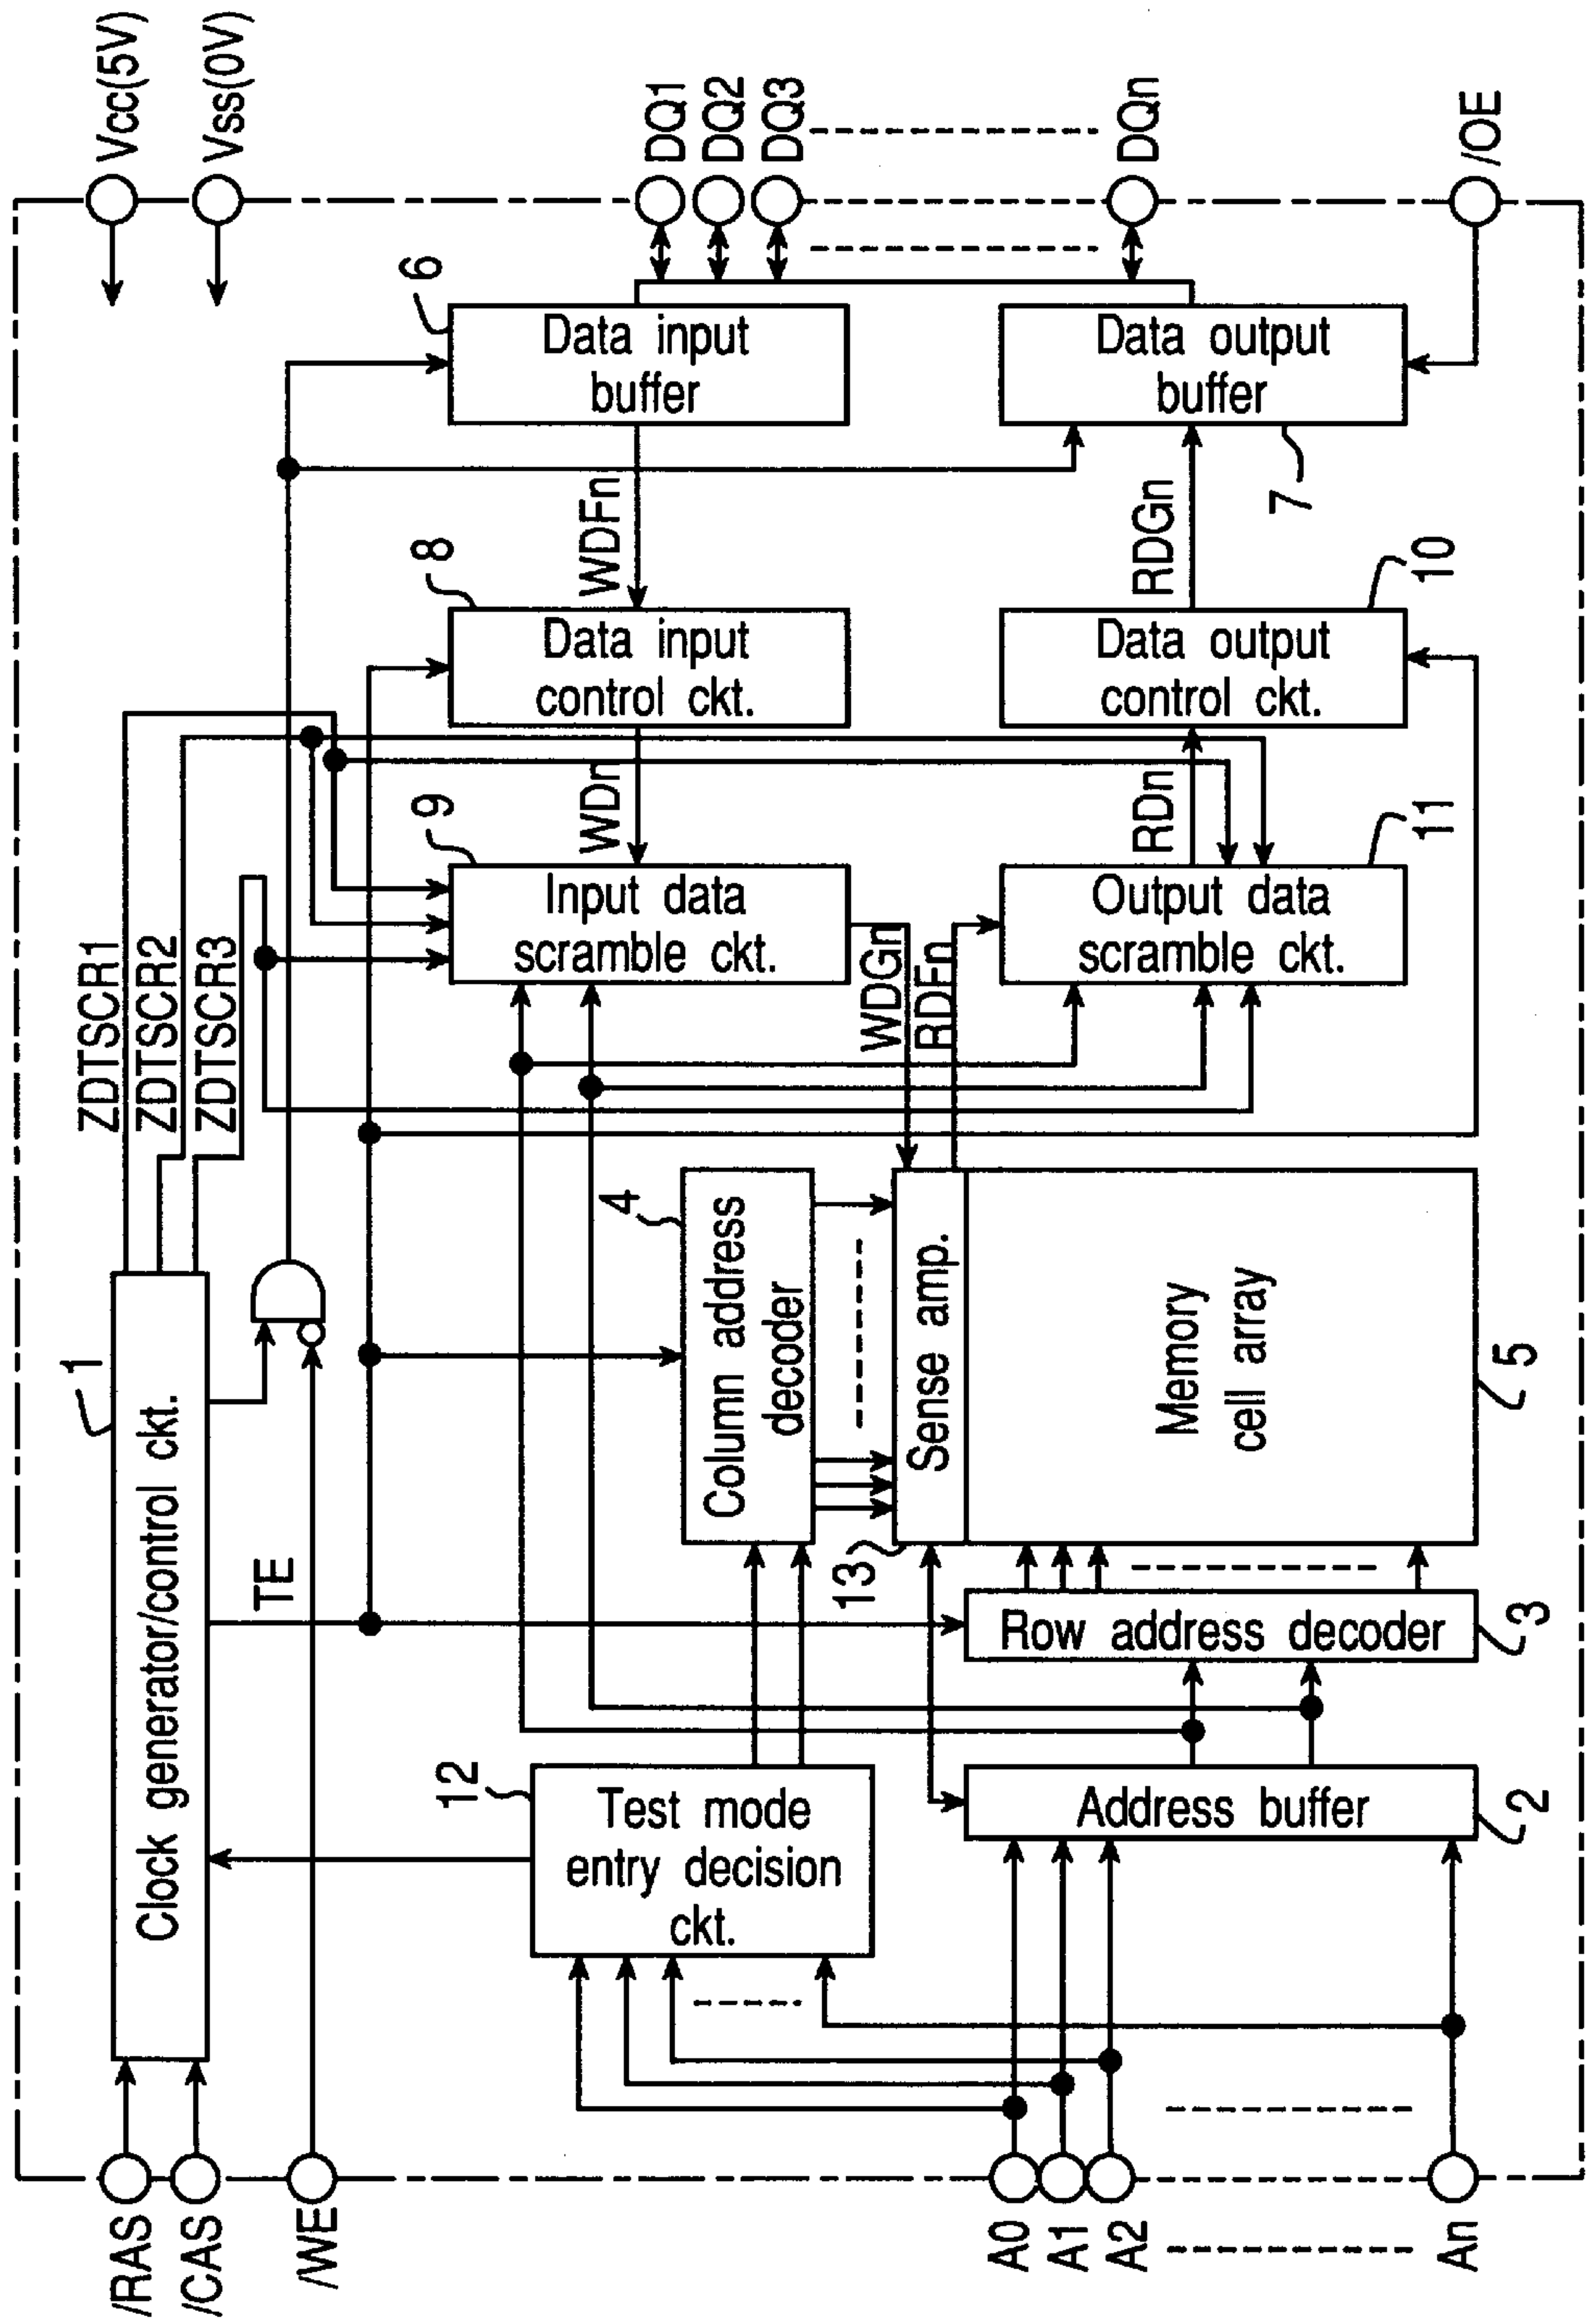 /RAS
/CAS
/WE
A0
A1
A2
An
1
Clock generator/control ckt.
TE
ZDTSCR1
ZDTSCR2
ZDTSCR3
Vcc(5V)
Vss(0V)
12
Test mode
entry decision
ckt.
4
Column address
decoder
13
Sense amp.
Memory
cell array
5
Row address decoder
3
Address buffer
2
9
Input data
scramble ckt.
WDn
8
Data input
control ckt.
WDFn
6
Data input
buffer
WDGn
RDFn
Output data
scramble ckt.
11
RDn
Data output
control ckt.
10
RDGn
Data output
buffer
7
DQ1
DQ2
DQ3
DQn
/OE